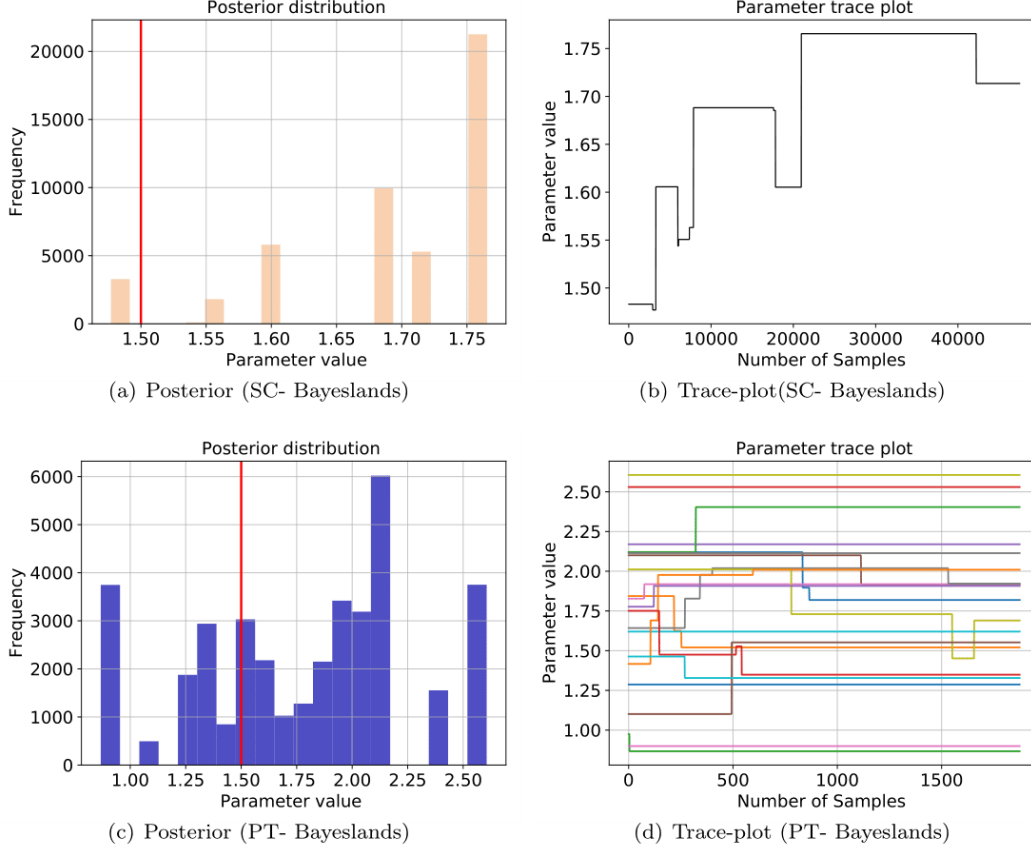 Posterior distribution
20000
15000
10000
5000
0
Frequency
1.50 1.55 1.60 1.65 1.70 1.75
Parameter value
(a) Posterior (SC- Bayeslands)
Parameter trace plot
1.75
1.70
1.65
1.60
1.55
1.50
Parameter value
0 10000 20000 30000 40000
Number of Samples
(b) Trace-plot(SC- Bayeslands)
Posterior distribution
6000
5000
4000
3000
2000
1000
0
Frequency
1.00 1.25 1.50 1.75 2.00 2.25 2.50
Parameter value
(c) Posterior (PT- Bayeslands)
Parameter trace plot
2.50
2.25
2.00
1.75
1.50
1.25
1.00
Parameter value
0 500 1000 1500
Number of Samples
(d) Trace-plot (PT- Bayeslands)